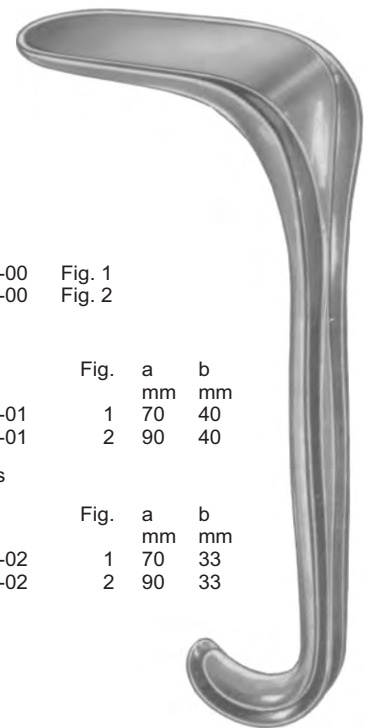 -00 Fig. 1
-00 Fig. 2
Fig. a b
mm mm
-01 1 70 40
-01 2 90 40
s
Fig. a b
mm mm
-02 1 70 33
-02 2 90 33